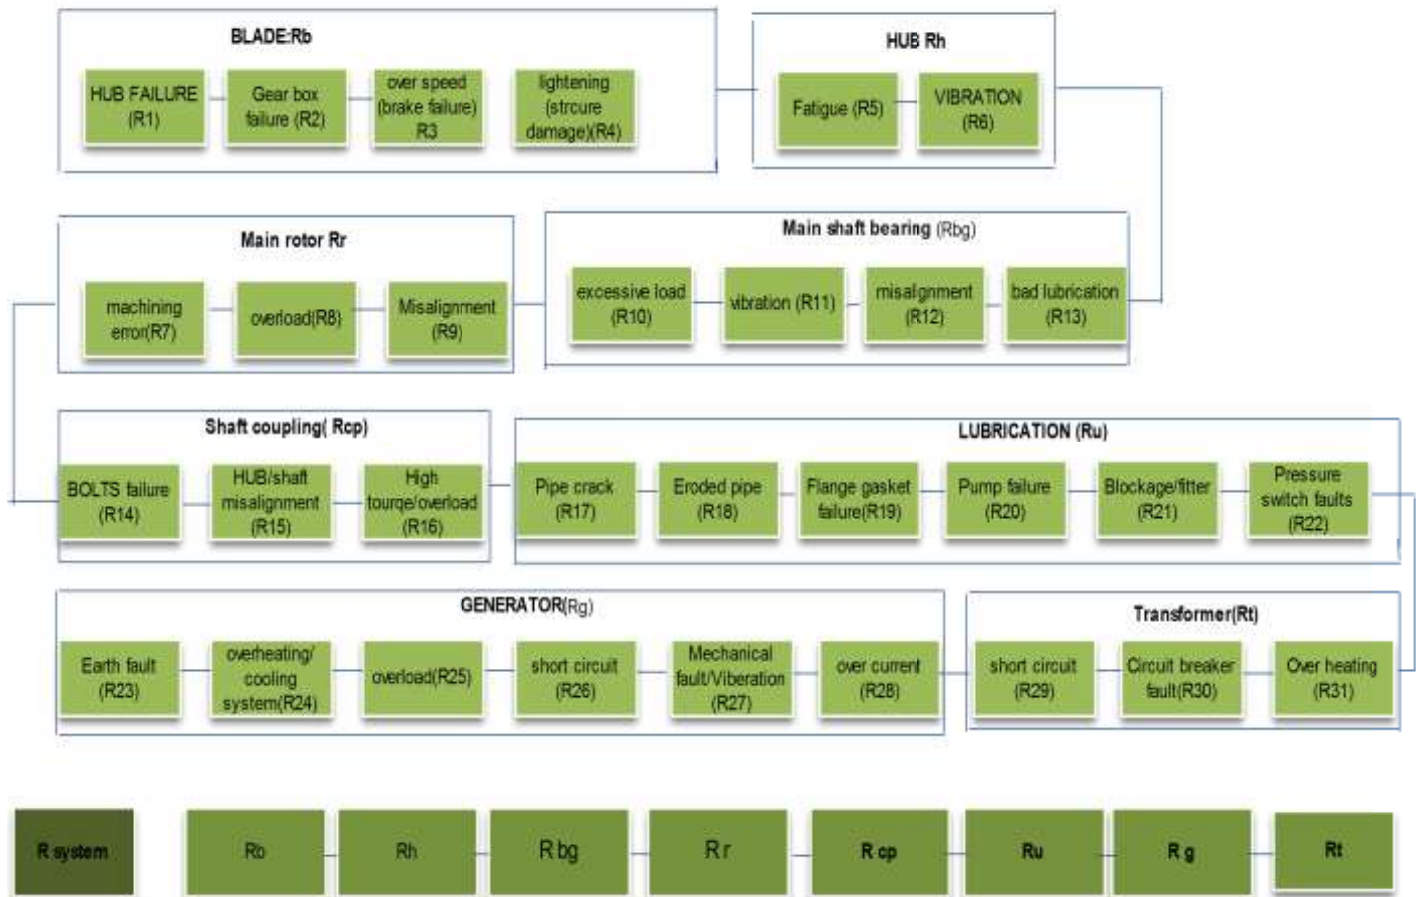 BLADE:Rb
HUB FAILURE
(R1)
Gear box
failure (R2)
over speed
(brake failure)
R3
lightening
(strcure
damage)(R4)
HUB Rh
Fatigue (R5)
VIBRATION
(R6)
Main rotor Rr
machining
error(R7)
overload(R8)
Misalignment
(R9)
Main shaft bearing (Rbg)
excessive load
(R10)
vibration (R11)
misalgnment
(R12)
bad lubrication
(R13)
Shaft coupling( Rcp)
BOLTS failure
(R14)
HUB/shaft
misalignment
(R15)
High
tourqe/overload
(R16)
LUBRICATION (Ru)
Pipe crack
(R17)
Eroded pipe
(R18)
Flange gasket
failure(R19)
Pump failure
(R20)
Blockage/fitter
(R21)
Pressure
switch faults
(R22)
GENERATOR(Rg)
Earth fault
(R23)
overheating/
cooling
system(R24)
overload(R25)
short circuit
(R26)
Mechanical
fault/Viberation
(R27)
over current
(R28)
Transformer(Rt)
short circuit
(R29)
Circuit breaker
fault(R30)
Over heating
(R31)
R system
Rb
Rh
R bg
R r
R cp
Ru
R g
Rt